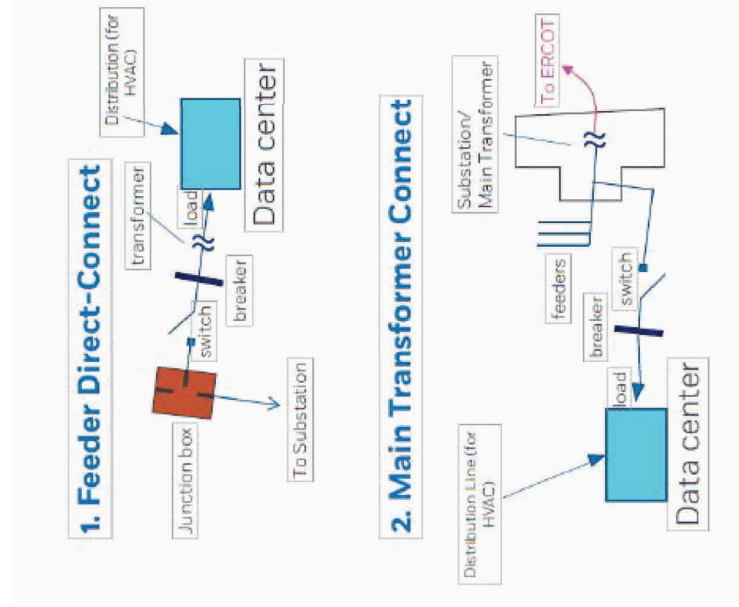 1. Feeder Direct-Connect
Distribution (for
HVAC)
transformer
load
Data center
breaker
switch
Junction box
To Substation
2. Main Transformer Connect
Substation/
Main Transformer
To ERCOT
feeders
switch
breaker
load
Distribution Line (for
HVAC)
Data center